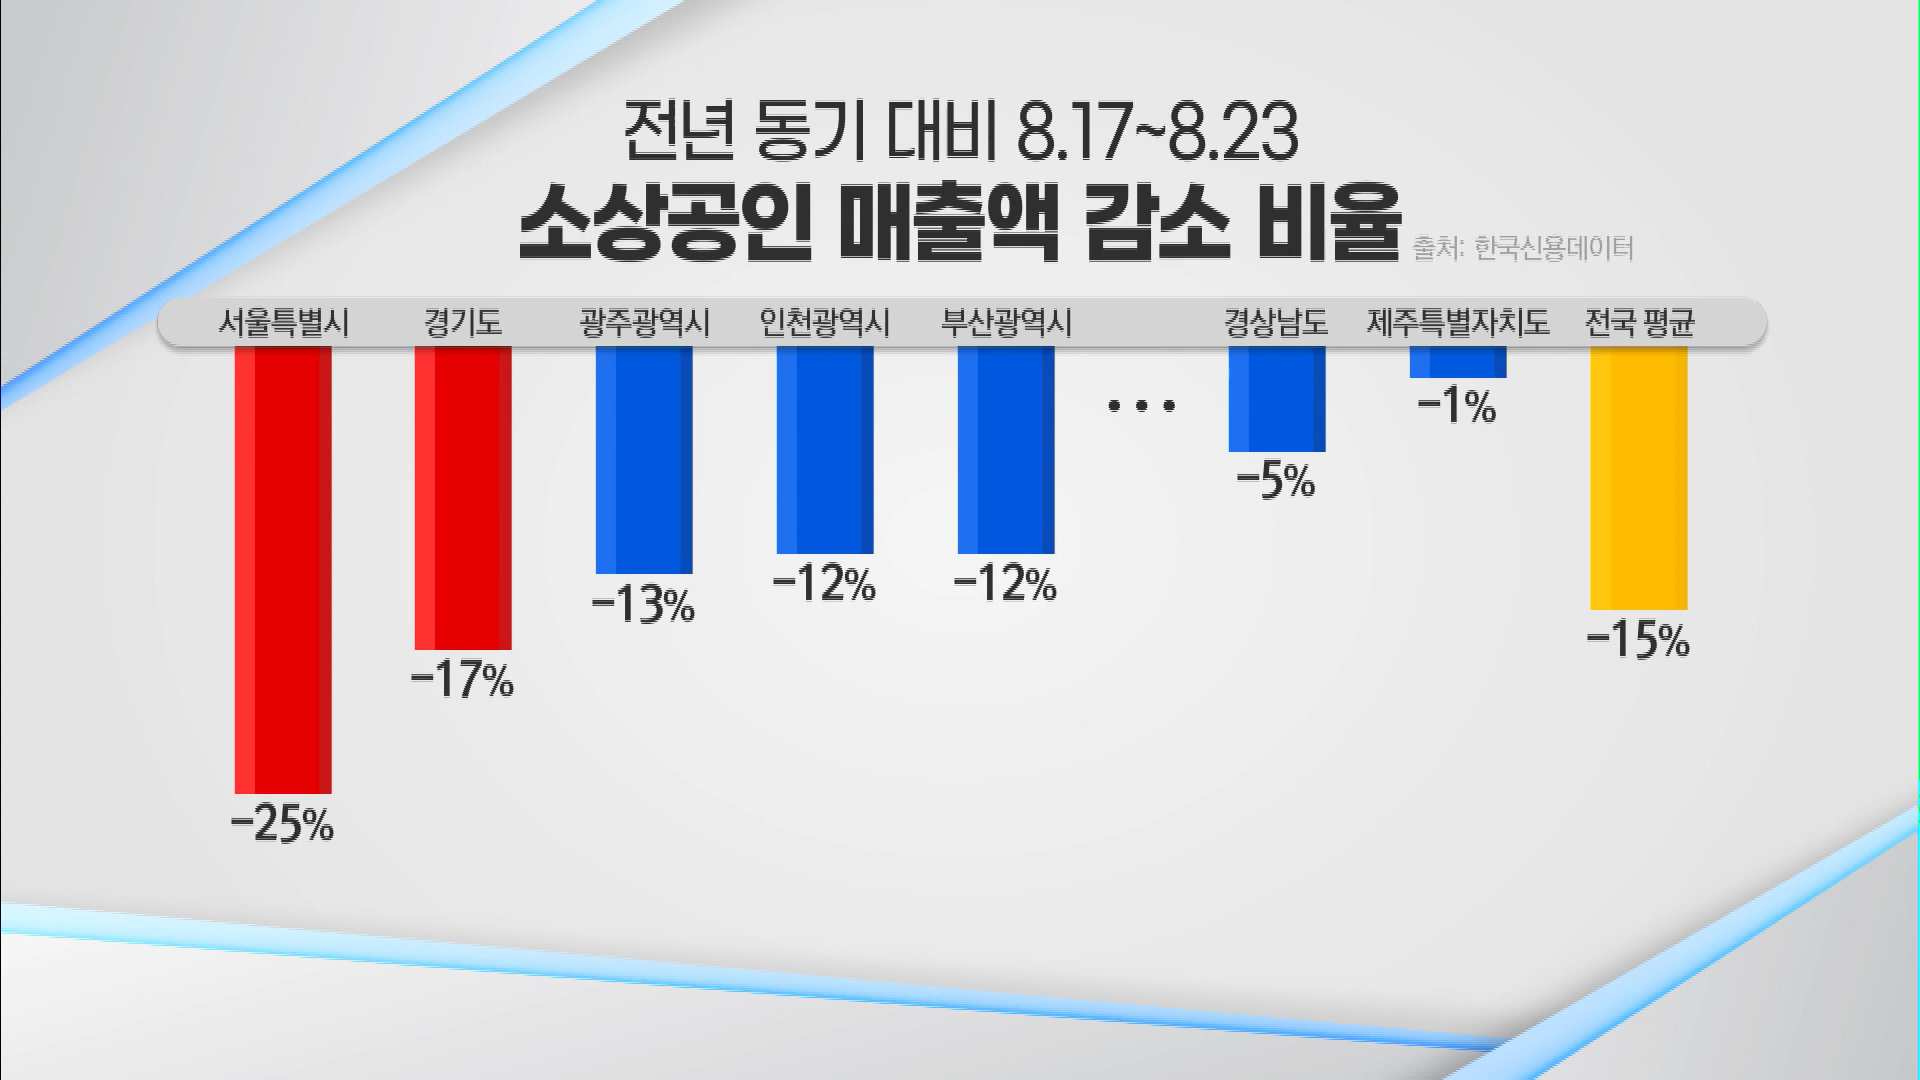 전년 동기 대비 8.17~8.23
소상공인 매출액 감소 비율 출처: 한국신용데이터
서울특별시 경기도 광주광역시 인천광역시 부산광역시 경상남도 제주특별자치도 전국 평균
-25% -17% -13% -12% -12% ... -5% -1% -15%